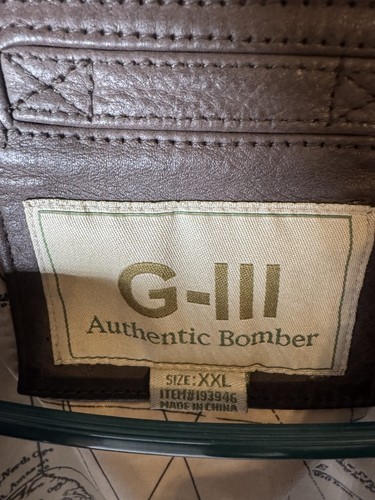 G-III
Authentic Bomber
SIZE: XXL
ITEM#193946
MADE IN CHINA